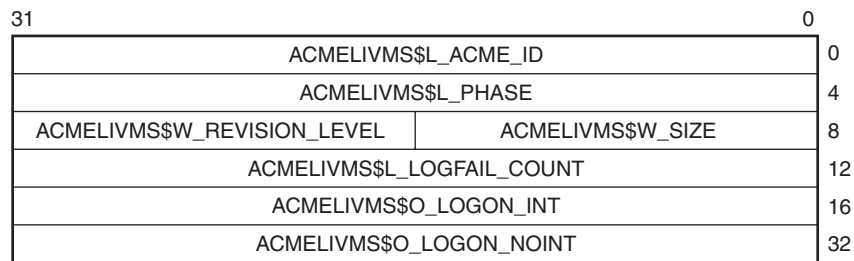 31 0
ACMELIVMS$L_ACME_ID 0
ACMELIVMS$L_PHASE 4
ACMELIVMS$W_REVISION_LEVEL ACMELIVMS$W_SIZE 8
ACMELIVMS$L_LOGFAIL_COUNT 12
ACMELIVMS$O_LOGON_INT 16
ACMELIVMS$O_LOGON_NOINT 32